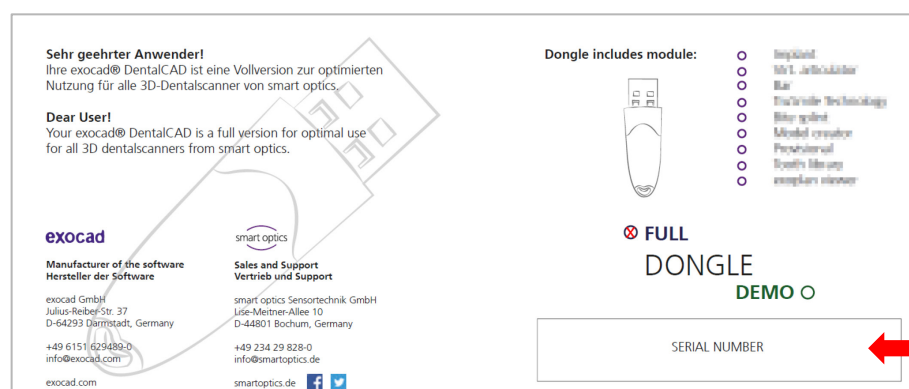 Sehr geehrter Anwender!
Ihre exocad® DentalCAD ist eine Vollversion zur optimierten
Nutzung für alle 3D-Dentalscanner von smart optics.
Dear User!
Your exocad® DentalCAD is a full version for optimal use
for all 3D dentalscanners from smart optics.
exocad
Manufacturer of the software
Hersteller der Software
exocad GmbH
Julius-Reiber-Str. 37
D-64293 Darmstadt, Germany
+49 6151 629489-0
info@exocad.com
exocad.com
smart optics
Sales and Support
Vertrieb und Support
smart optics Sensortechnik GmbH
Lise-Meitner-Allee 10
D-44801 Bochum, Germany
+49 234 29 828-0
info@smartoptics.de
smartoptics.de
Dongle includes module:
FULL
DONGLE
DEMO
SERIAL NUMBER